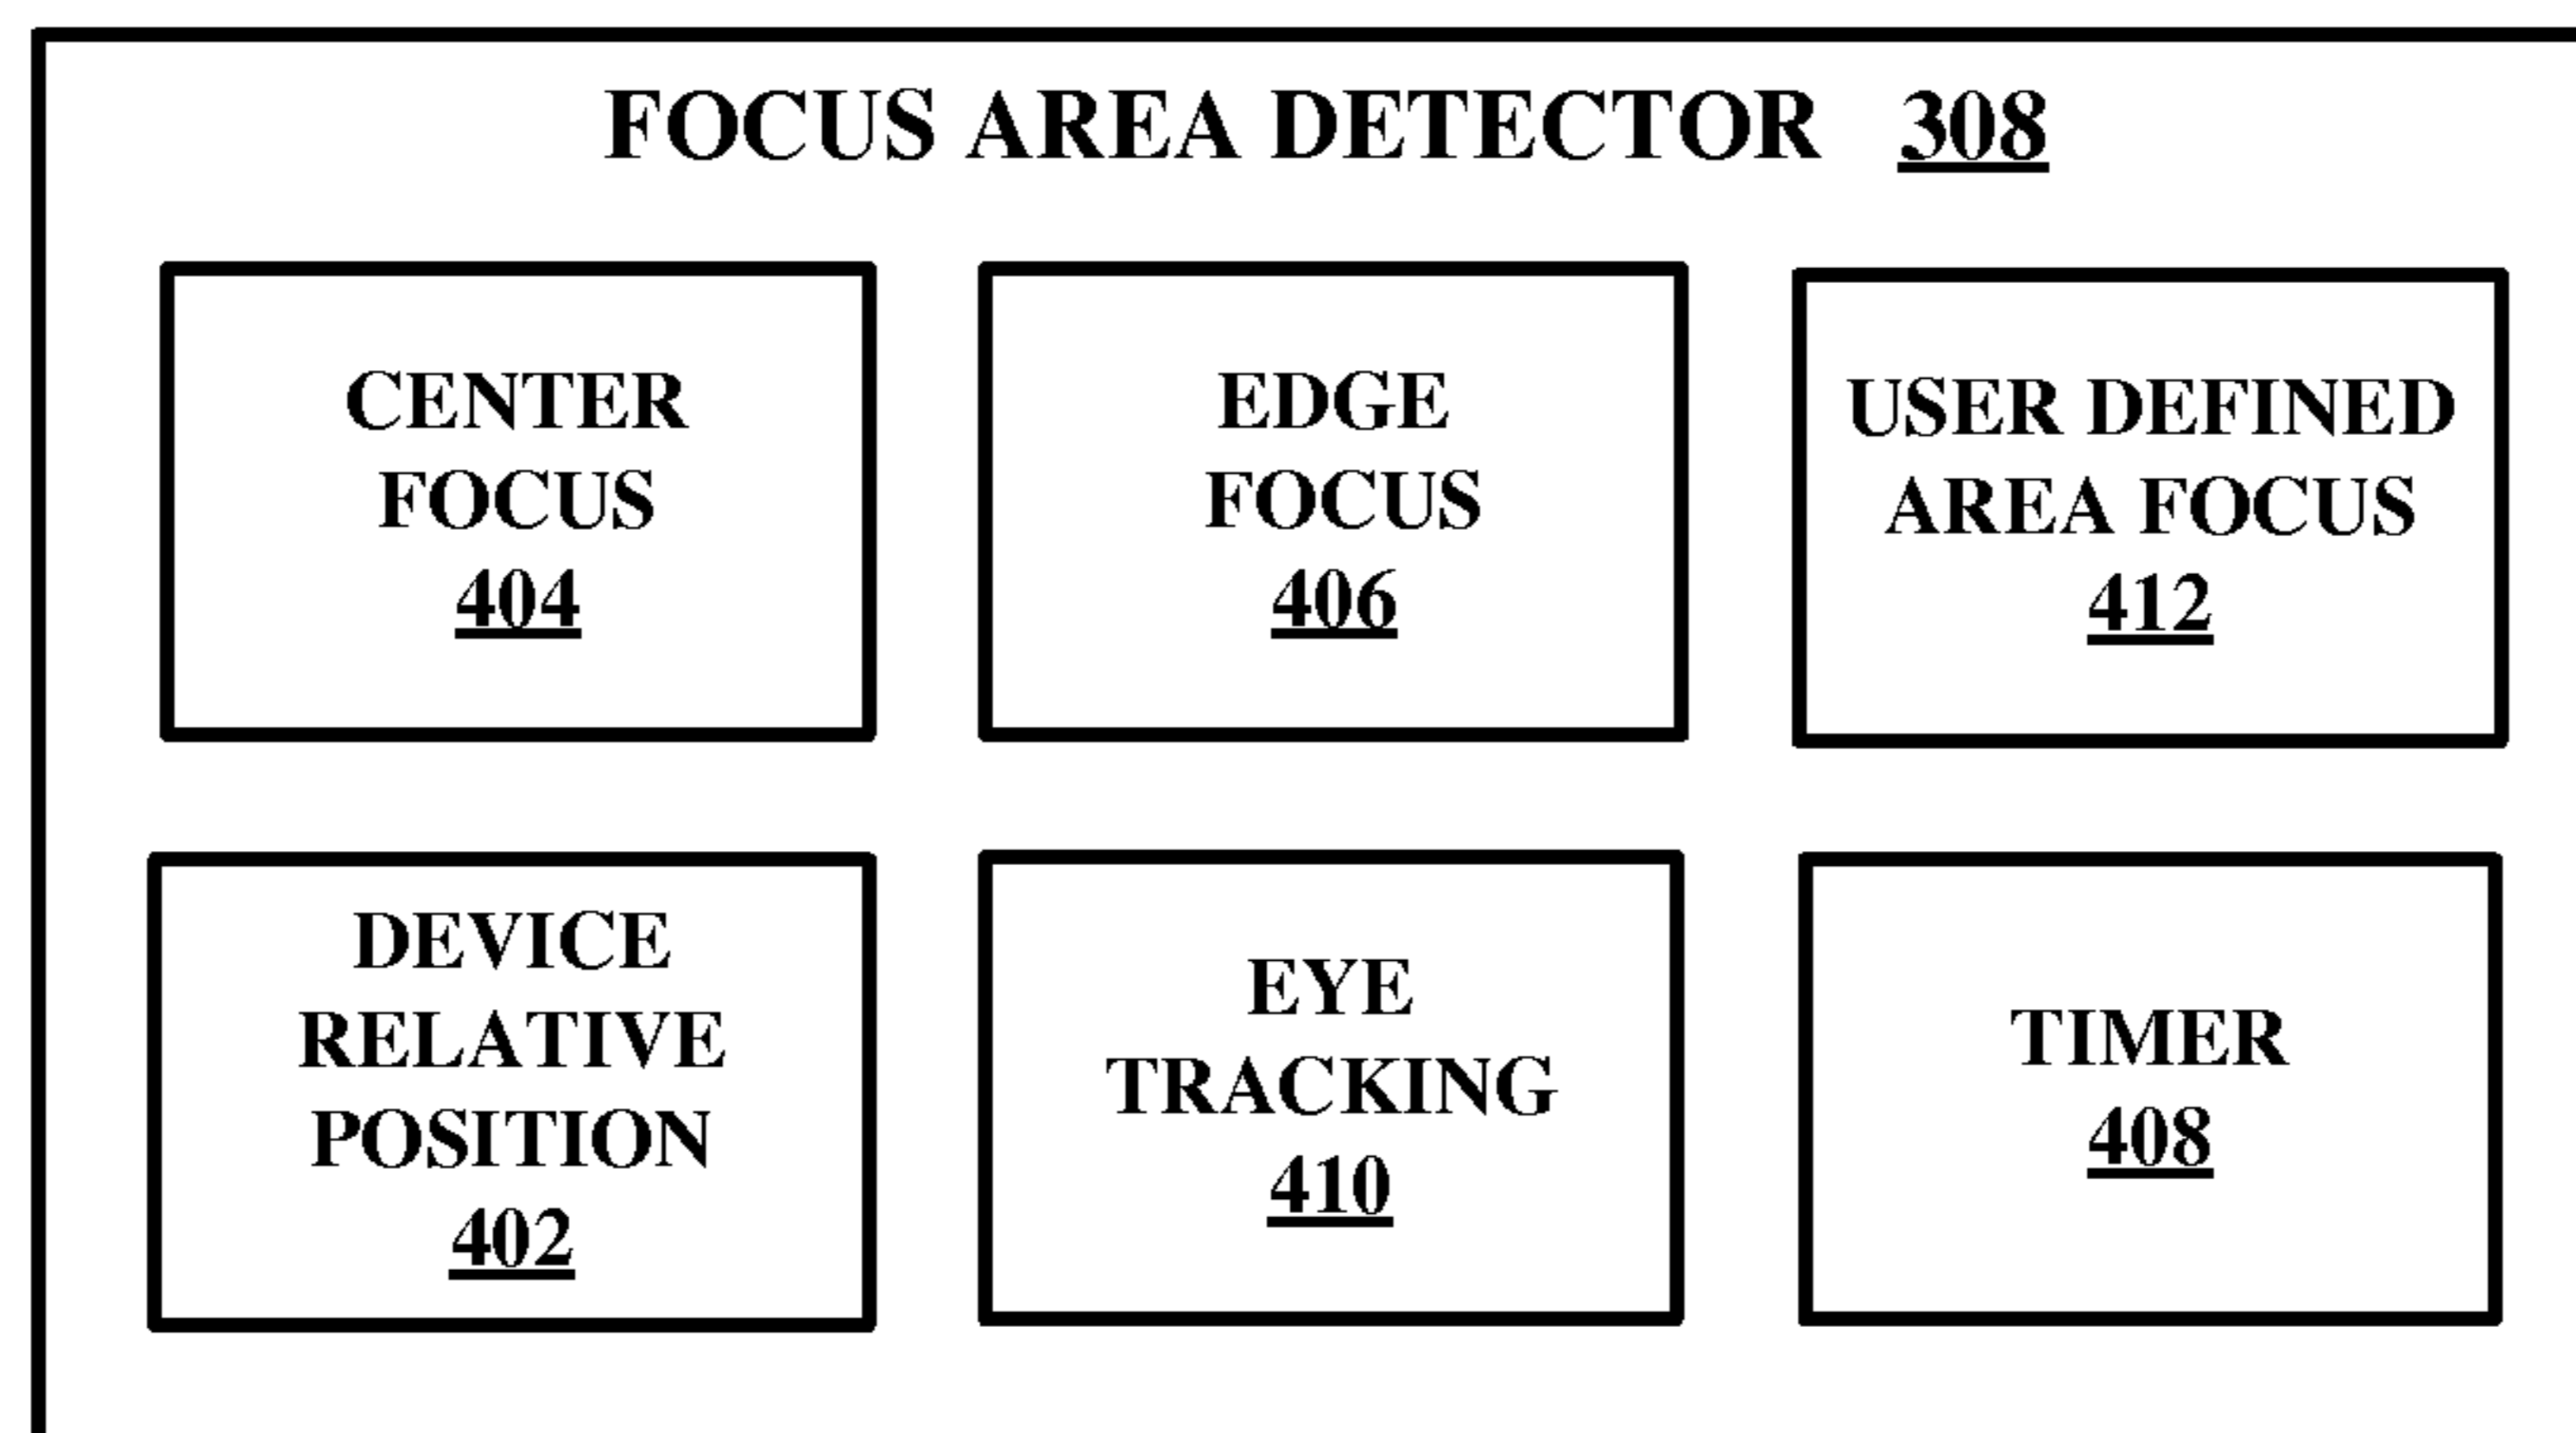 FOCUS AREA DETECTOR 308
CENTER
FOCUS
404
EDGE
FOCUS
406
USER DEFINED
AREA FOCUS
412
DEVICE
RELATIVE
POSITION
402
EYE
TRACKING
410
TIMER
408